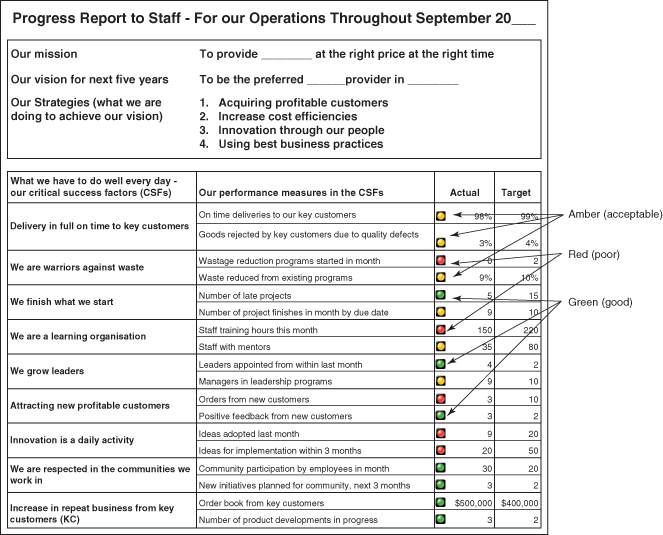 Progress Report to Staff - For our Operations Throughout September 20___
Our mission To provide ________ at the right price at the right time
Our vision for next five years To be the preferred ______provider in ________
Our Strategies (what we are doing to achieve our vision)
1. Acquiring profitable customers
2. Increase cost efficiencies
3. Innovation through our people
4. Using best business practices
What we have to do well every day - our critical success factors (CSFs) Our performance measures in the CSFs Actual Target
Delivery in full on time to key customers On time deliveries to our key customers 98% 99%
Goods rejected by key customers due to quality defects 3% 4%
We are warriors against waste Wastage reduction programs started in month 0 2
Waste reduced from existing programs 9% 10%
We finish what we start Number of late projects 5 15
Number of project finishes in month by due date 9 10
We are a learning organisation Staff training hours this month 150 220
Staff with mentors 35 80
We grow leaders Leaders appointed from within last month 4 2
Managers in leadership programs 9 10
Attracting new profitable customers Orders from new customers 3 10
Positive feedback from new customers 3 2
Innovation is a daily activity Ideas adopted last month 9 20
Ideas for implementation within 3 months 20 50
We are respected in the communities we work in Community participation by employees in month 30 20
New initiatives planned for community, next 3 months 3 2
Increase in repeat business from key customers (KC) Order book from key customers $500,000 $400,000
Number of product developments in progress 3 2
Amber (acceptable)
Red (poor)
Green (good)